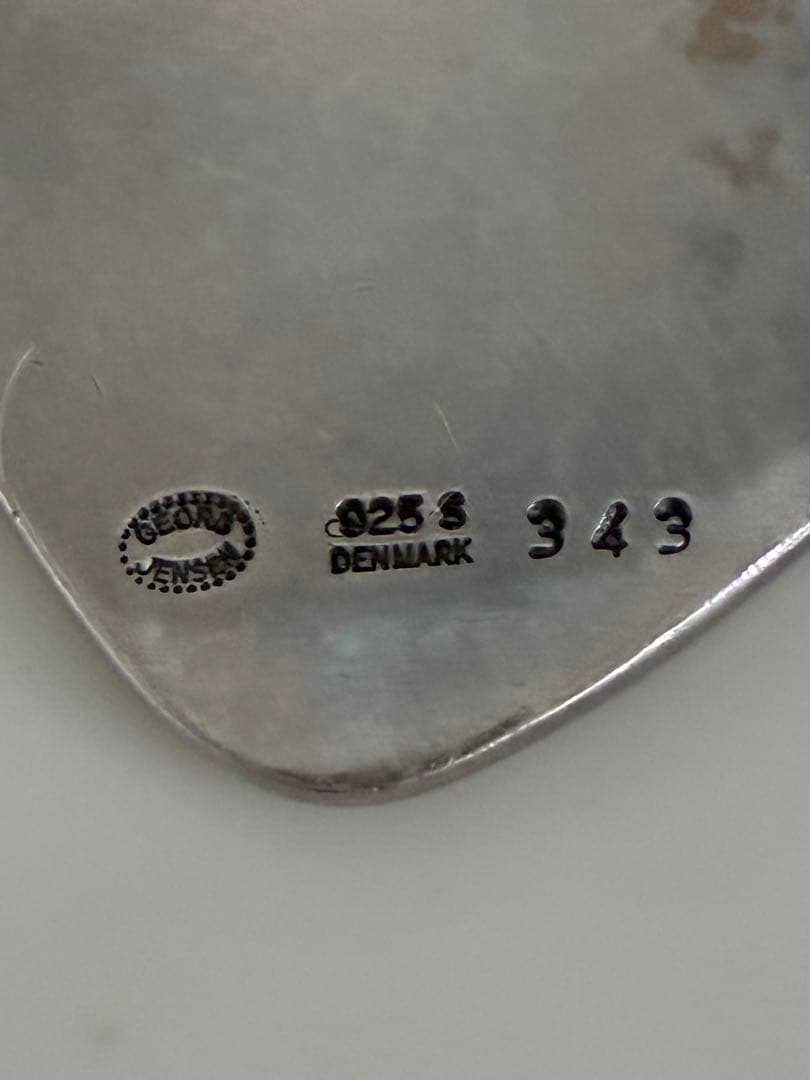 GEORG
JENSEN
925 S
DENMARK
343